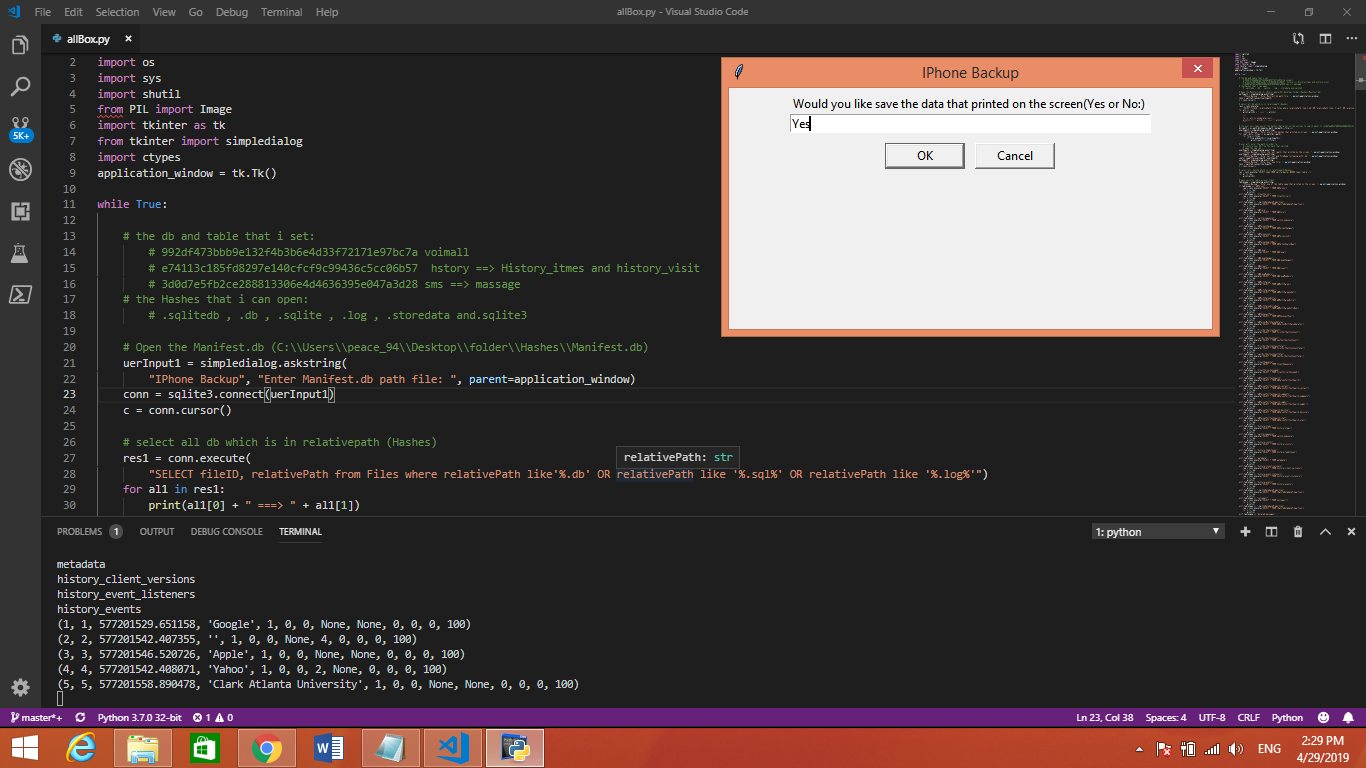 File Edit Selection View Go Debug Terminal Help
allBox.py - Visual Studio Code
allBox.py
5K+
2 import os
3 import sys
4 import shutil
5 from PIL import Image
6 import tkinter as tk
7 from tkinter import simpledialog
8 import ctypes
9 application_window = tk.Tk()
10
11 while True:
12
13 # the db and table that i set:
14 # 992df473bbb9e132f4b3b6e4d33f72171e97bc7a voimall
15 # e74113c185fd8297e140cfcf9c99436c5cc06b57 hstory ==> History_itmes and history_visit
16 # 3d0d7e5fb2ce288813306e4d4636395e047a3d28 sms ==> massage
17 # the Hashes that i can open:
18 # .sqlitedb , .db , .sqlite , .log , .storedata and.sqlite3
19
20 # Open the Manifest.db (C:\\Users\\peace_94\\Desktop\\folder\\Hashes\\Manifest.db)
21 uerInput1 = simpledialog.askstring(
22 "IPhone Backup", "Enter Manifest.db path file: ", parent=application_window)
23 conn = sqlite3.connect(uerInput1)
24 c = conn.cursor()
25
26 # select all db which is in relativepath (Hashes)
27 res1 = conn.execute(
relativePath: str
28 "SELECT fileID, relativePath from Files where relativePath like'%.db' OR relativePath like '%.sql%' OR relativePath like '%.log%'")
29 for all in res1:
30 print(all[0] + " ===> " + all[1])
IPhone Backup
Would you like save the data that printed on the screen(Yes or No:)
Yes
OK Cancel
PROBLEMS 1 OUTPUT DEBUG CONSOLE TERMINAL
1: python
metadata
history_client_versions
history_event_listeners
history_events
(1, 1, 577201529.651158, 'Google', 1, 0, 0, None, None, 0, 0, 0, 100)
(2, 2, 577201542.407355, '', 1, 0, 0, None, 4, 0, 0, 0, 100)
(3, 3, 577201546.520726, 'Apple', 1, 0, 0, None, None, 0, 0, 0, 100)
(4, 4, 577201542.408071, 'Yahoo', 1, 0, 0, 2, None, 0, 0, 0, 100)
(5, 5, 577201558.890478, 'Clark Atlanta University', 1, 0, 0, None, None, 0, 0, 0, 100)
master*+ Python 3.7.0 32-bit 1 0
Ln 23, Col 38 Spaces: 4 UTF-8 CRLF Python
ENG
2:29 PM
4/29/2019